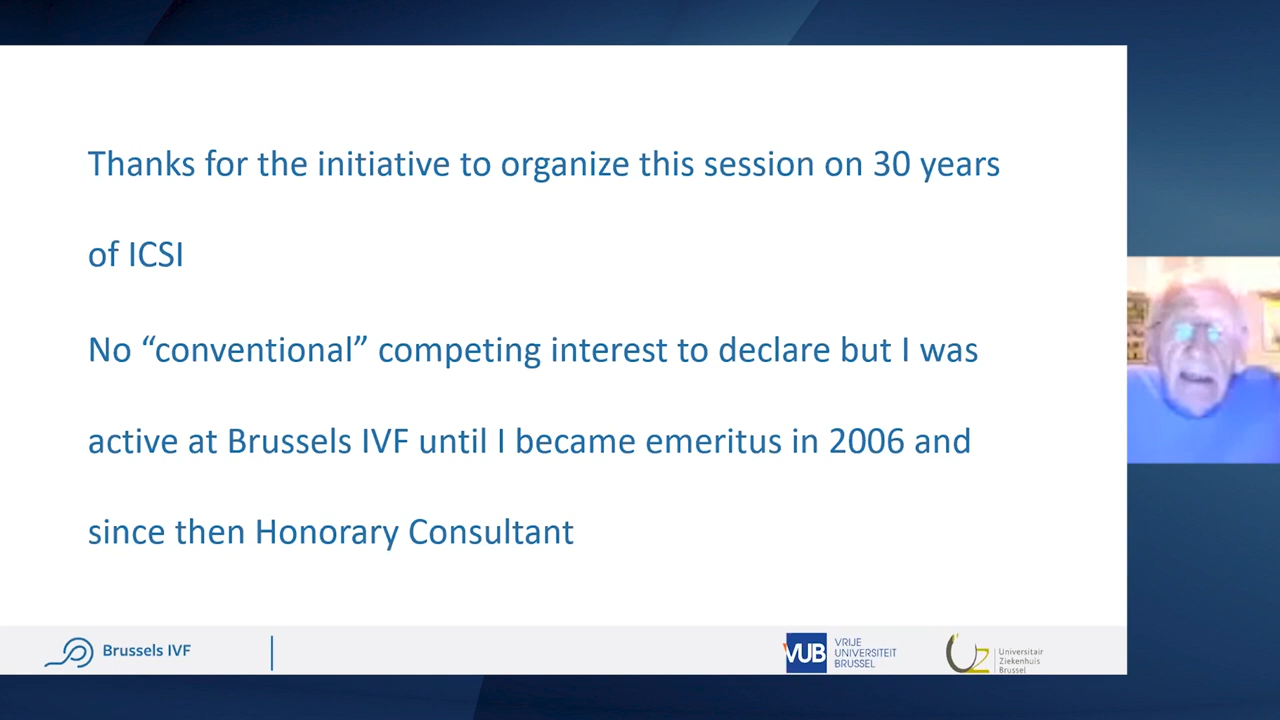 Thanks for the initiative to organize this session on 30 years
of ICSI
No “conventional” competing interest to declare but I was
active at Brussels IVF until I became emeritus in 2006 and
since then Honorary Consultant
Brussels IVF
VUB
VRIJE
UNIVERSITEIT
BRUSSEL
UZ
Universitair
Ziekenhuis
Brussel